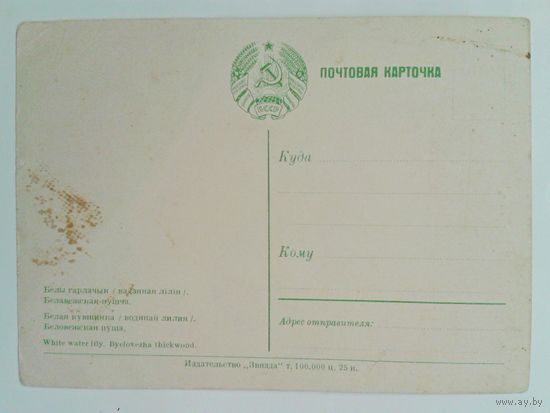 БССР
ПОЧТОВАЯ КАРТОЧКА
Куда
Кому
Белы гарлачык / вадзяная лілія /.
Белавежская пушча.
Белая кувшинка / водяная лилия /.
Беловежская пуща.
White water lily. Byelovezha thickwood.
Адрес отправителя:
Издательство „Звязда" т. 100.000 ц. 25 к.
www.ay.by